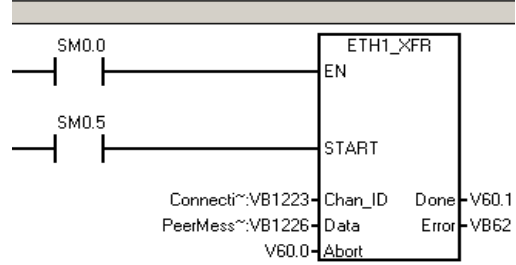 SM0.0 ETH1_XFR
EN
SM0.5
START
Connecti~:VB1223 Chan_ID Done V60.1
PeerMess~:VB1226 Data Error VB62
V60.0 Abort